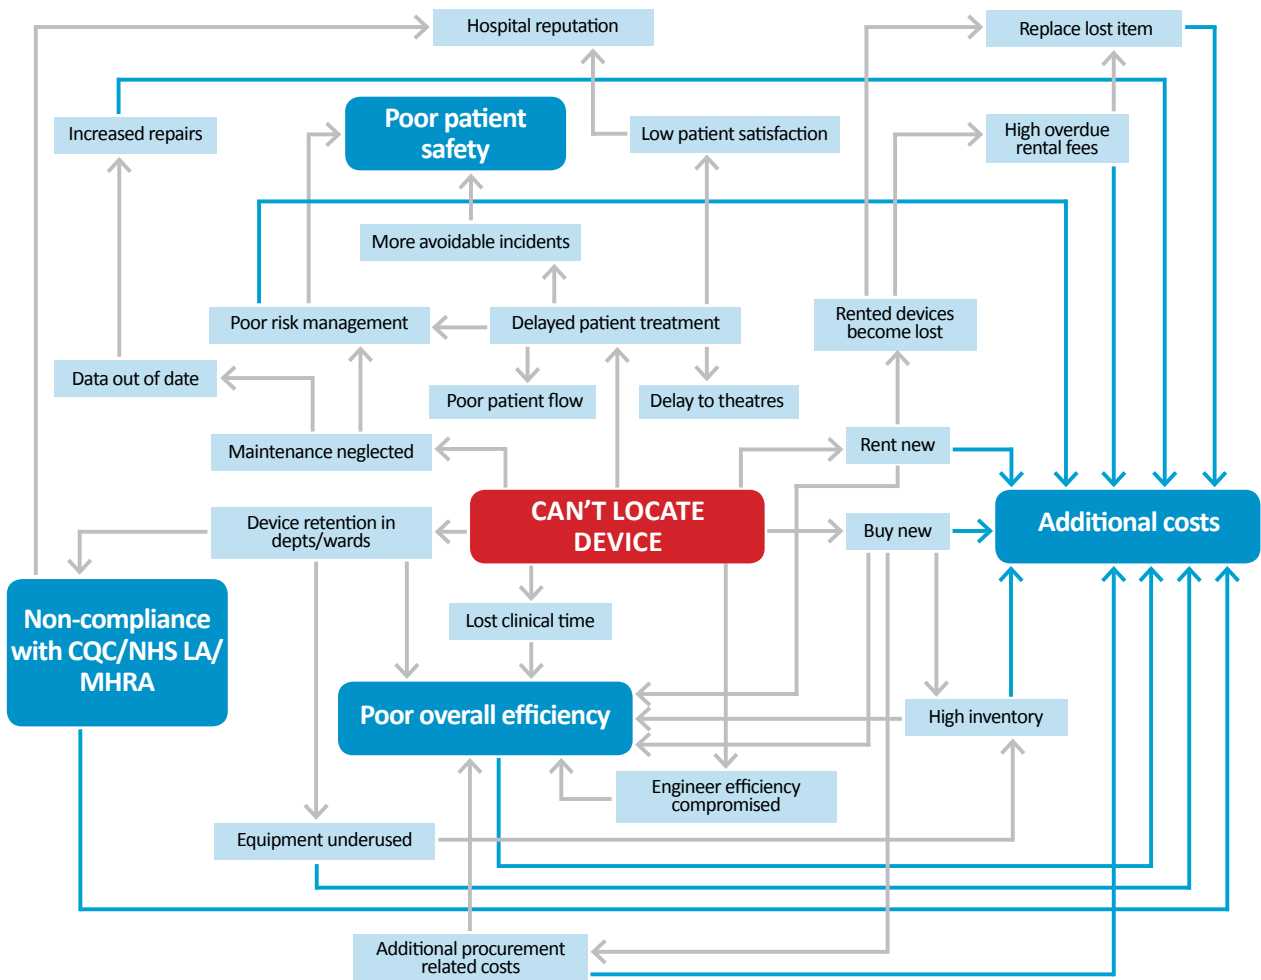 Hospital reputation
Replace lost item
Increased repairs
Poor patient
safety
Low patient satisfaction
High overdue
rental fees
More avoidable incidents
Poor risk management
Delayed patient treatment
Rented devices
become lost
Data out of date
Poor patient flow
Delay to theatres
Maintenance neglected
Rent new
Device retention in
depts/wards
CAN'T LOCATE
DEVICE
Buy new
Additional costs
Non-compliance
with CQC/NHS LA/
MHRA
Lost clinical time
Poor overall efficiency
High inventory
Engineer efficiency
compromised
Equipment underused
Additional procurement
related costs